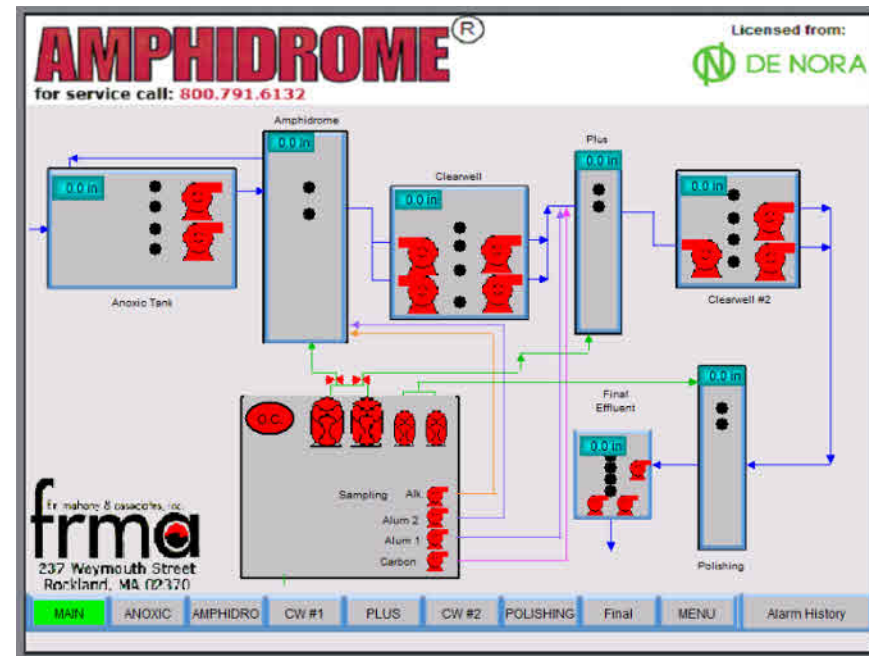 AMPHIDROME®
Licensed from:
DE NORA
for service call: 800.791.6132
Amphidrome
0.0 in
Plus
0.0 in
Clearwell
0.0 in
0.0 in
0.0 in
Anoxic Tank
Clearwell #2
0.0 in
Final
Effluent
0.0 in
O.C.
Sampling Alk
Alum 2
Alum 1
Carbon
Polishing
f.r. mahony & associates, inc.
frma
237 Weymouth Street
Rockland, MA 02370
MAIN ANOXIC AMPHIDRO CW #1 PLUS CW #2 POLISHING Final MENU Alarm History